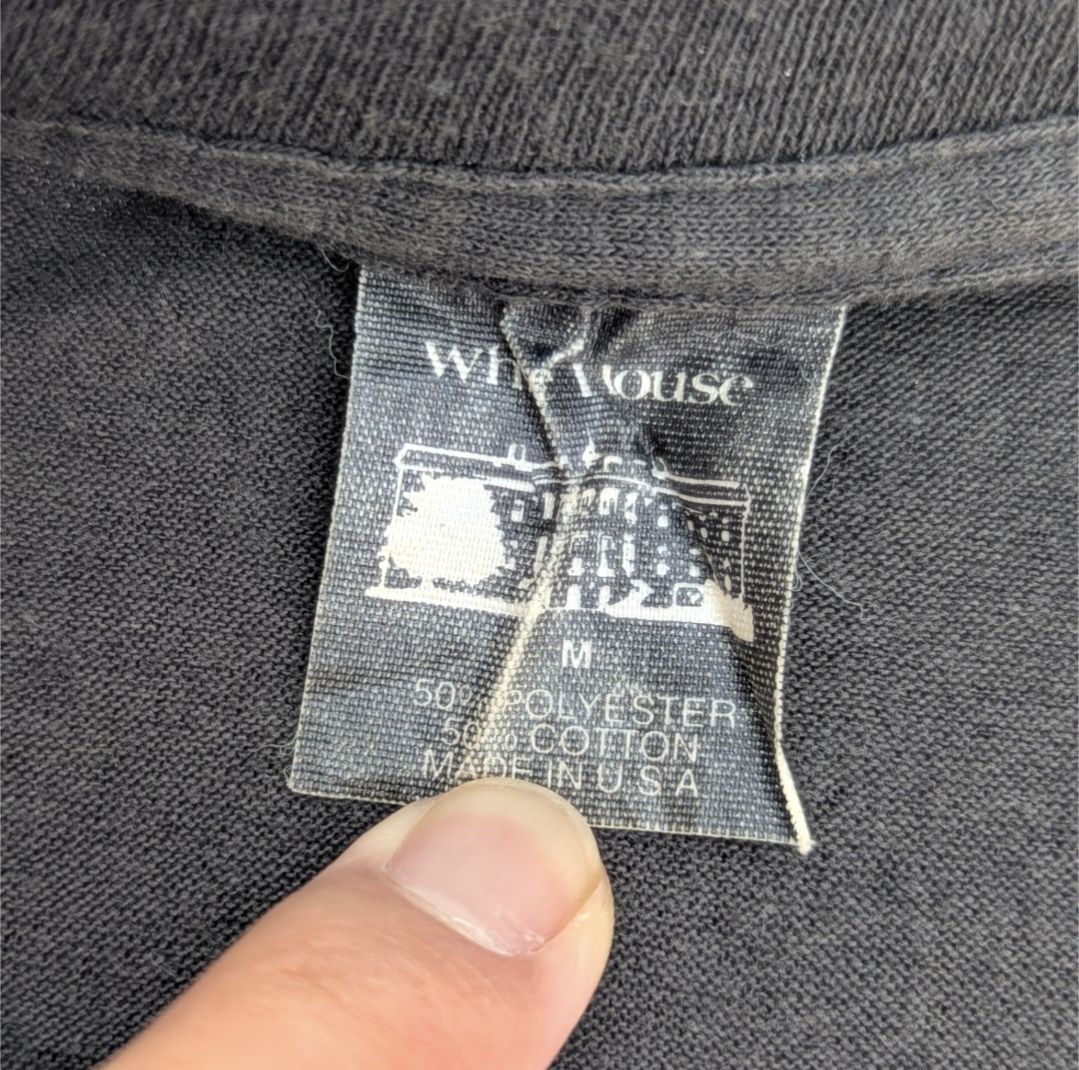 M
50% POLYESTER
50% COTTON
MADE IN U S A